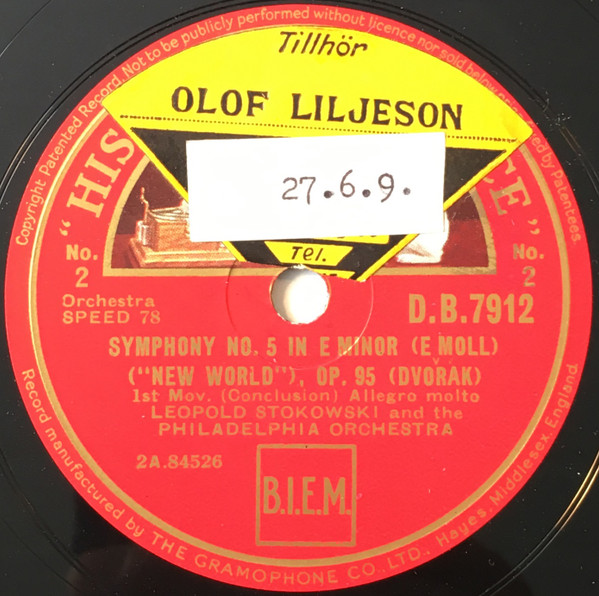 Copyright Patented Record. Not to be publicly performed without licence nor sold below
by Patentees.
Tillhör
OLOF LILJESON
27.6.9.
"HIS
CE"
Tel.
No. 2
No. 2
Orchestra
SPEED 78
D.B.7912
SYMPHONY NO. 5 IN E MINOR (E MOLL)
("NEW WORLD"), OP. 95 (DVOŘÁK)
1st Mov. (Conclusion) Allegro molto
LEOPOLD STOKOWSKI and the
PHILADELPHIA ORCHESTRA
2A.84526
B.I.E.M.
Record manufactured by THE GRAMOPHONE CO., LTD., Hayes, Middlesex, England.